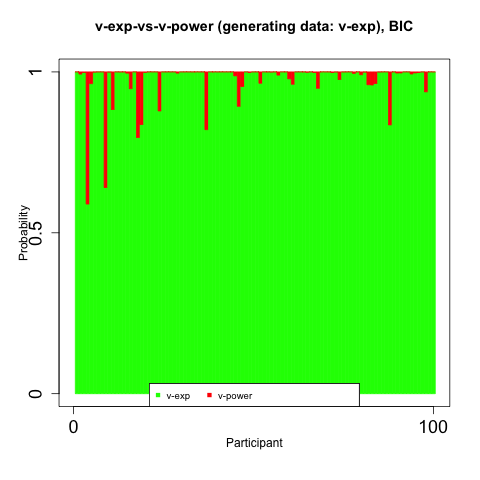 v-exp-vs-v-power (generating data: v-exp), BIC
1
Probability
0.5
0
v-exp v-power
0 100
Participant